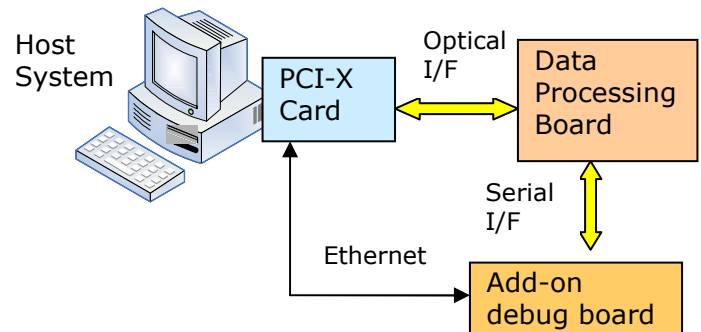 Host
System
PCI-X
Card
Optical
I/F
Data
Processing
Board
Serial
I/F
Ethernet
Add-on
debug board